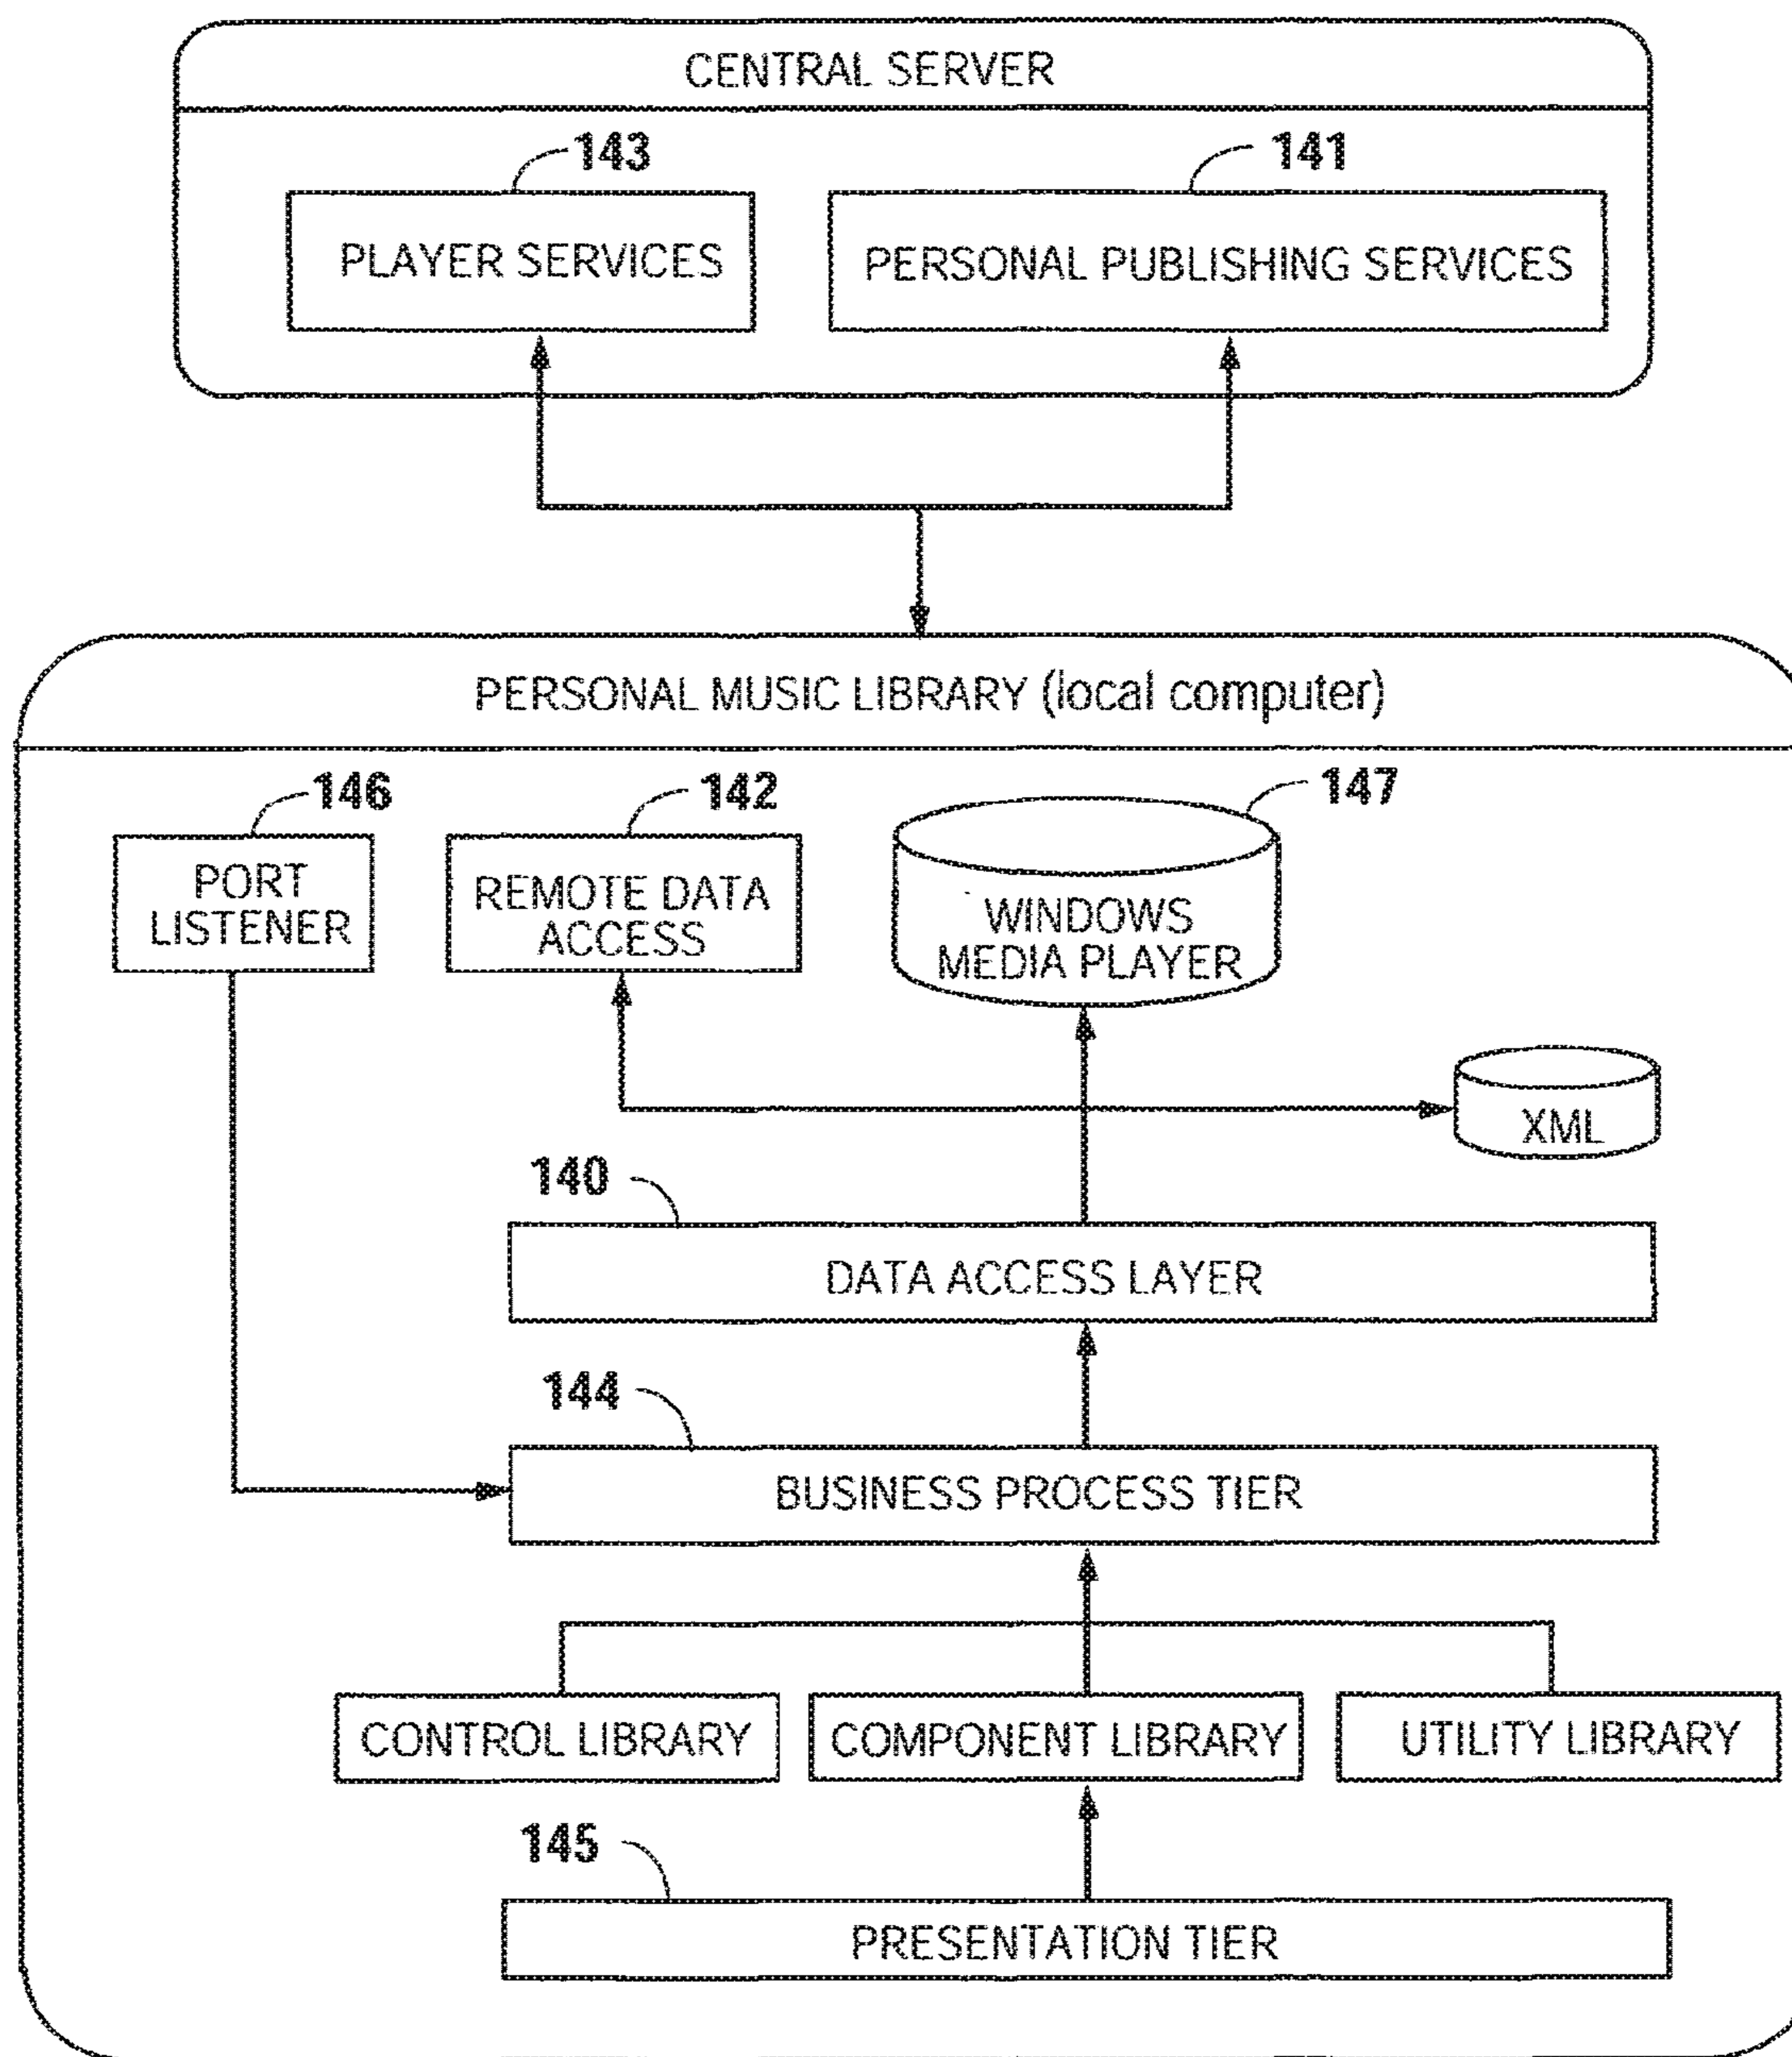 CENTRAL SERVER
143
141
PLAYER SERVICES
PERSONAL PUBLISHING SERVICES
PERSONAL MUSIC LIBRARY (local computer)
146
142
147
PORT
LISTENER
REMOTE DATA
ACCESS
WINDOWS
MEDIA PLAYER
XML
140
DATA ACCESS LAYER
144
BUSINESS PROCESS TIER
CONTROL LIBRARY
COMPONENT LIBRARY
UTILITY LIBRARY
145
PRESENTATION TIER